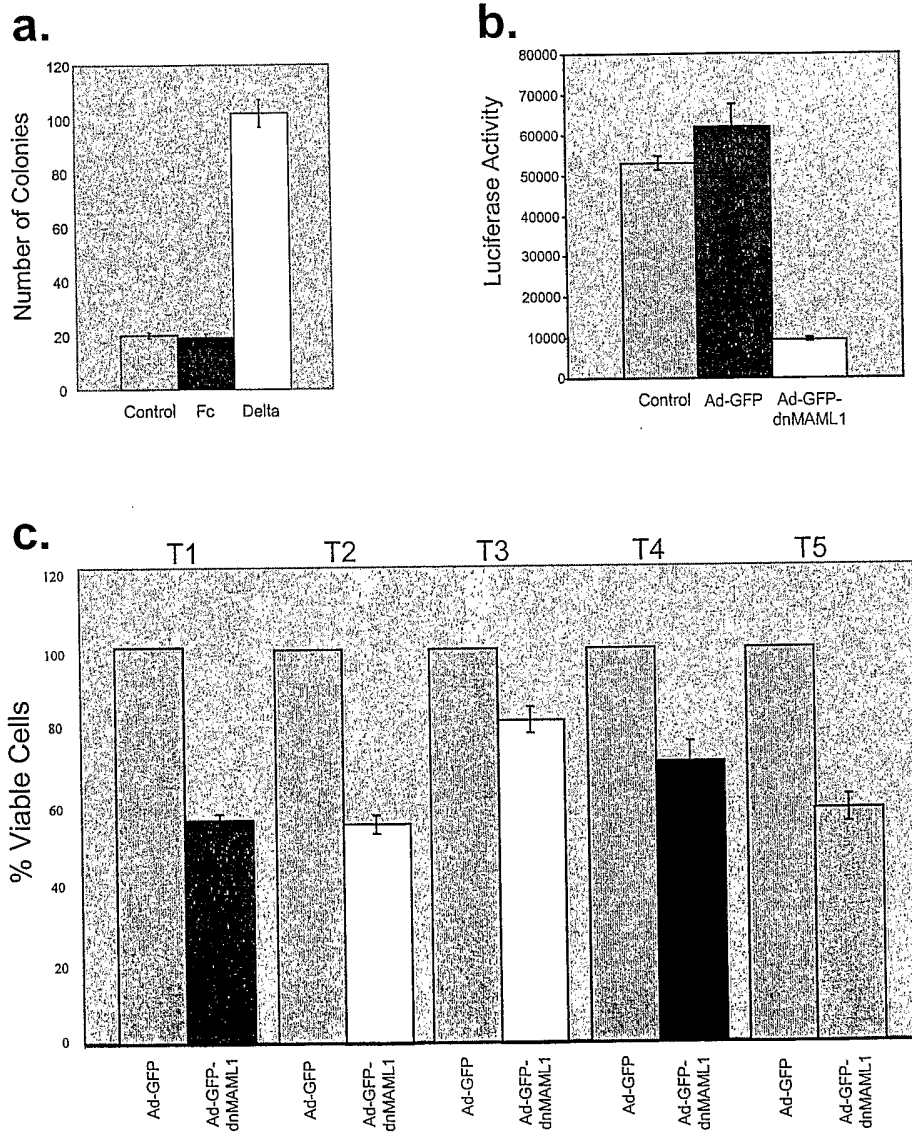 a.
120
100
80
60
40
20
0
Number of Colonies
Control Fc Delta
b.
80000
70000
60000
50000
40000
30000
20000
10000
0
Luciferase Activity
Control Ad-GFP Ad-GFP-
dnMAML1
c.
T1 T2 T3 T4 T5
120
100
80
60
40
20
0
% Viable Cells
Ad-GFP
Ad-GFP-
dnMAML1
Ad-GFP
Ad-GFP-
dnMAML1
Ad-GFP
Ad-GFP-
dnMAML1
Ad-GFP
Ad-GFP-
dnMAML1
Ad-GFP
Ad-GFP-
dnMAML1